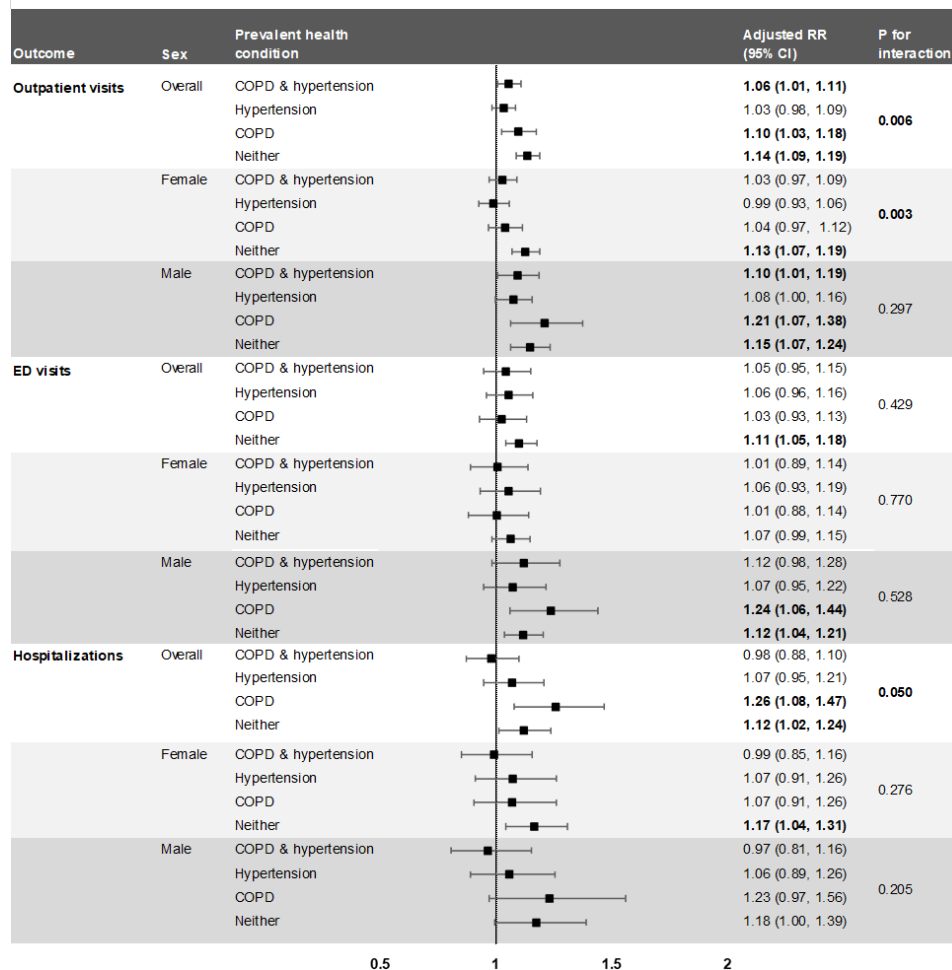 Outcome Sex Prevalent health condition Adjusted RR (95% CI) P for interaction
Outpatient visits Overall COPD & hypertension 1.06 (1.01, 1.11)
Hypertension 1.03 (0.98, 1.09)
0.006
COPD 1.10 (1.03, 1.18)
Neither 1.14 (1.09, 1.19)
Female COPD & hypertension 1.03 (0.97, 1.09)
Hypertension 0.99 (0.93, 1.06)
0.003
COPD 1.04 (0.97, 1.12)
Neither 1.13 (1.07, 1.19)
Male COPD & hypertension 1.10 (1.01, 1.19)
Hypertension 1.08 (1.00, 1.16)
0.297
COPD 1.21 (1.07, 1.38)
Neither 1.15 (1.07, 1.24)
ED visits Overall COPD & hypertension 1.05 (0.95, 1.15)
Hypertension 1.06 (0.96, 1.16)
0.429
COPD 1.03 (0.93, 1.13)
Neither 1.11 (1.05, 1.18)
Female COPD & hypertension 1.01 (0.89, 1.14)
Hypertension 1.06 (0.93, 1.19)
0.770
COPD 1.01 (0.88, 1.14)
Neither 1.07 (0.99, 1.15)
Male COPD & hypertension 1.12 (0.98, 1.28)
Hypertension 1.07 (0.95, 1.22)
0.528
COPD 1.24 (1.06, 1.44)
Neither 1.12 (1.04, 1.21)
Hospitalizations Overall COPD & hypertension 0.98 (0.88, 1.10)
Hypertension 1.07 (0.95, 1.21)
0.050
COPD 1.26 (1.08, 1.47)
Neither 1.12 (1.02, 1.24)
Female COPD & hypertension 0.99 (0.85, 1.16)
Hypertension 1.07 (0.91, 1.26)
0.276
COPD 1.07 (0.91, 1.26)
Neither 1.17 (1.04, 1.31)
Male COPD & hypertension 0.97 (0.81, 1.16)
Hypertension 1.06 (0.89, 1.26)
0.205
COPD 1.23 (0.97, 1.56)
Neither 1.18 (1.00, 1.39)
0.5 1 1.5 2